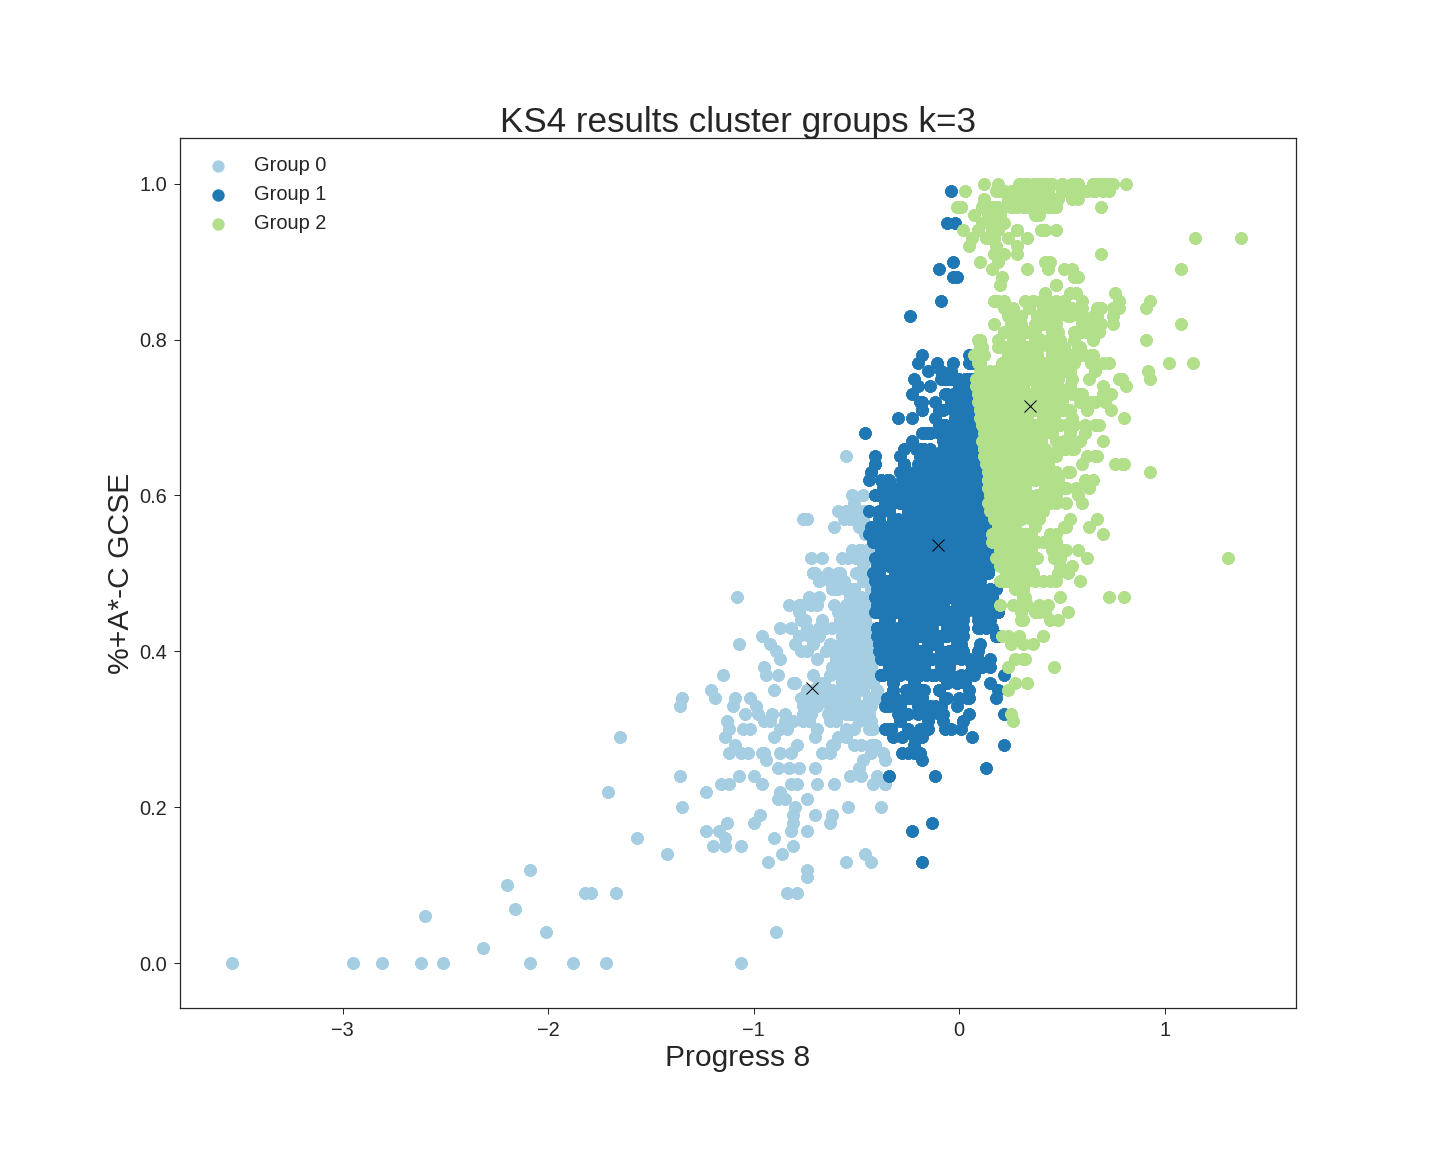 KS4 results cluster groups k=3
Group 0
Group 1
Group 2
%+A*-C GCSE
1.0
0.8
0.6
0.4
0.2
0.0
−3 −2 −1 0 1
Progress 8